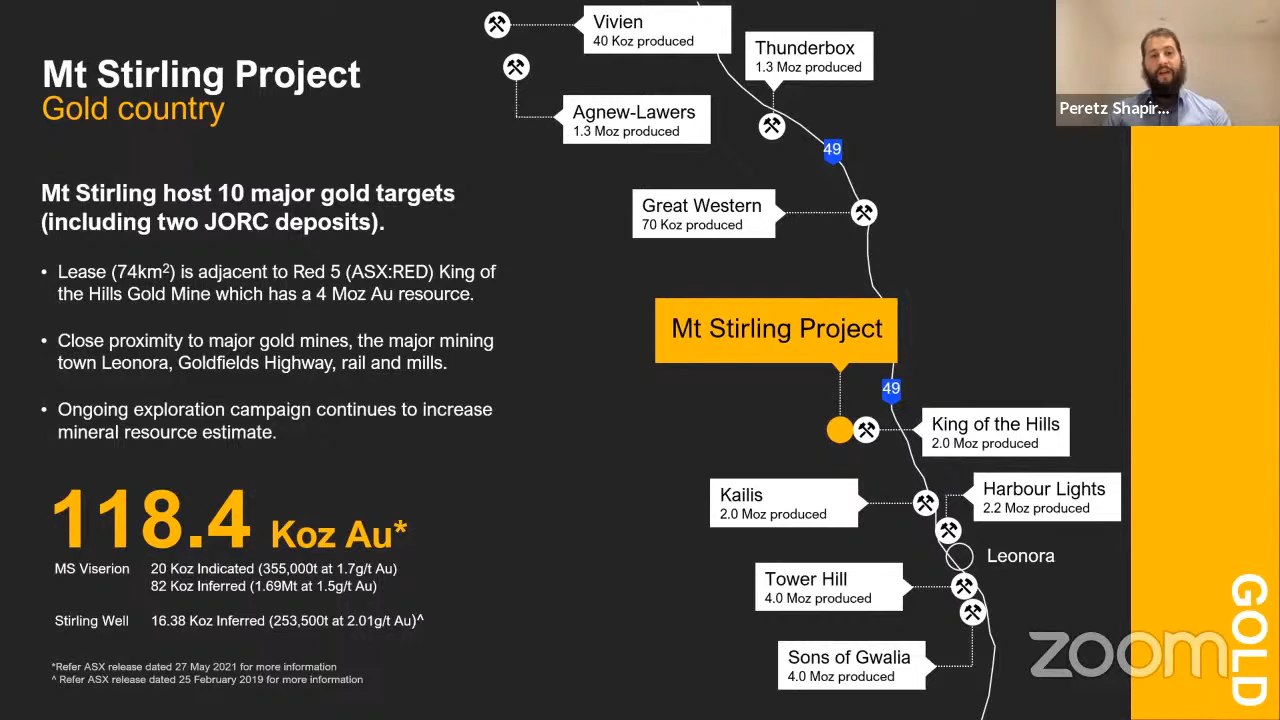 Mt Stirling Project
Gold country
Mt Stirling host 10 major gold targets
(including two JORC deposits).
• Lease (74km²) is adjacent to Red 5 (ASX:RED) King of
the Hills Gold Mine which has a 4 Moz Au resource.
• Close proximity to major gold mines, the major mining
town Leonora, Goldfields Highway, rail and mills.
• Ongoing exploration campaign continues to increase
mineral resource estimate.
118.4 Koz Au*
MS Viserion 20 Koz Indicated (355,000t at 1.7g/t Au)
82 Koz Inferred (1.69Mt at 1.5g/t Au)
Stirling Well 16.38 Koz Inferred (253,500t at 2.01g/t Au)^
*Refer ASX release dated 27 May 2021 for more information
^ Refer ASX release dated 25 February 2019 for more information
Vivien
40 Koz produced
Thunderbox
1.3 Moz produced
Agnew-Lawers
1.3 Moz produced
49
Great Western
70 Koz produced
Mt Stirling Project
49
King of the Hills
2.0 Moz produced
Kailis
2.0 Moz produced
Harbour Lights
2.2 Moz produced
Leonora
Tower Hill
4.0 Moz produced
Sons of Gwalia
4.0 Moz produced
Peretz Shapir...
GOLD
zoom